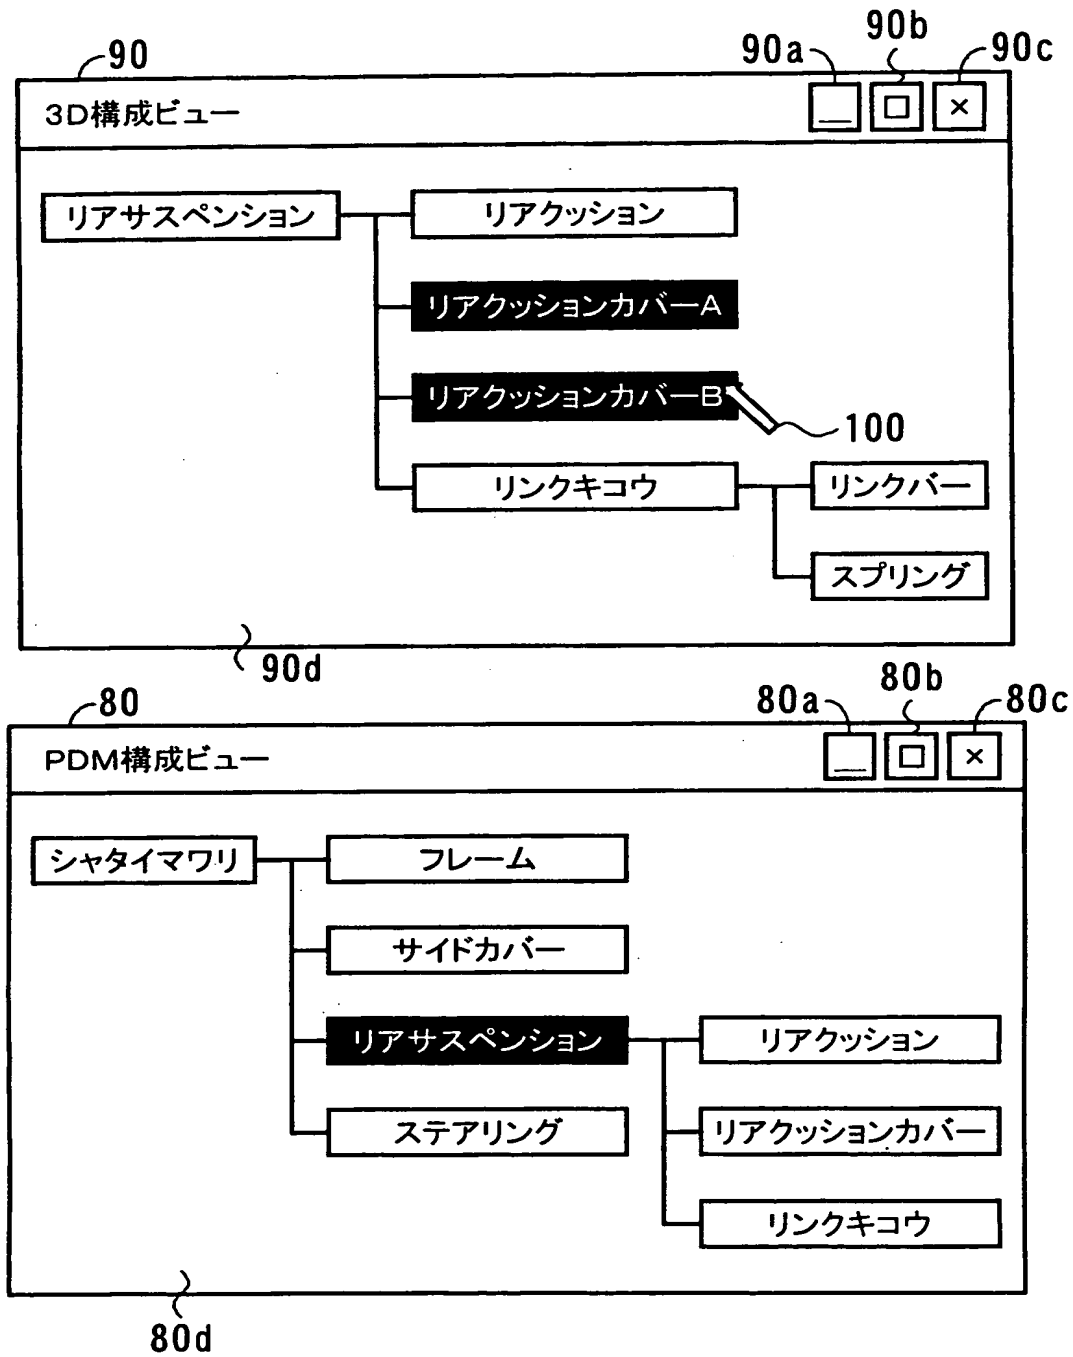 90
90a
90b
90c
3D構成ビュー
_
□
×
リアサスペンション
リアクッション
リアクッションカバーA
リアクッションカバーB
100
リンクキコウ
リンクバー
スプリング
90d
80
80a
80b
80c
PDM構成ビュー
_
□
×
シャタイマワリ
フレーム
サイドカバー
リアサスペンション
リアクッション
ステアリング
リアクッションカバー
リンクキコウ
80d